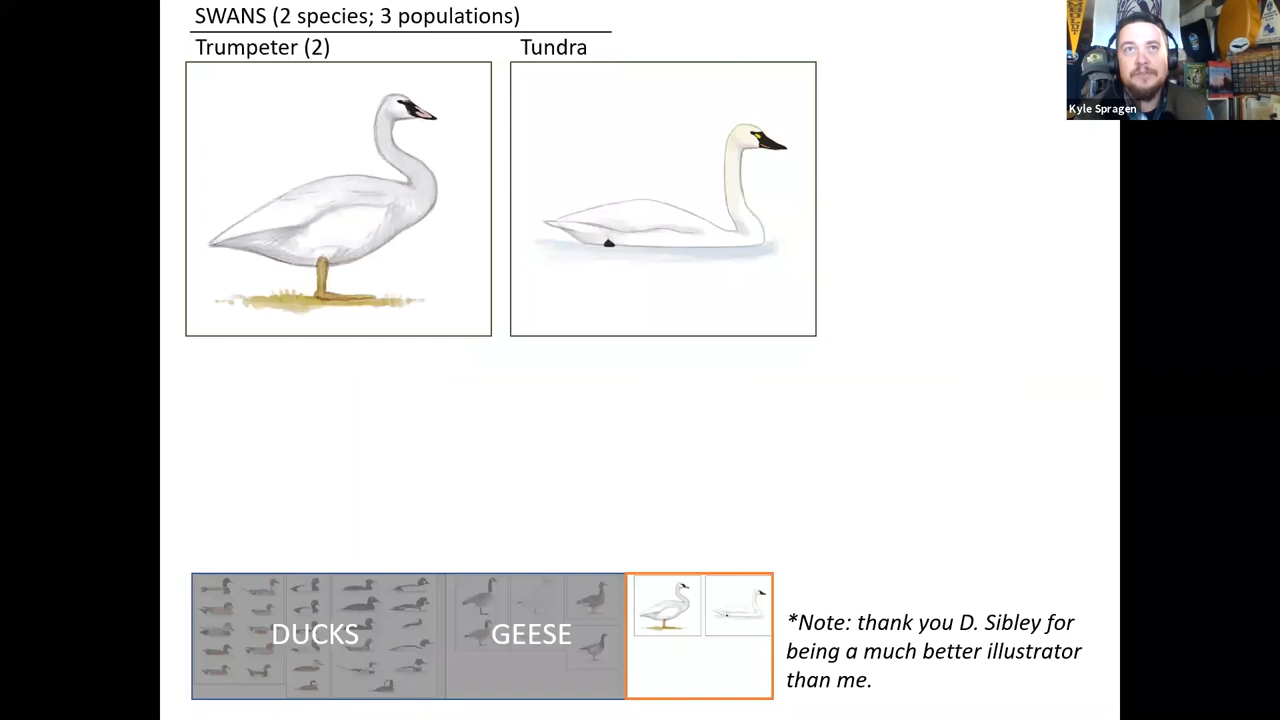 SWANS (2 species; 3 populations)
Trumpeter (2)
Tundra
Kyle Spragen
DUCKS
GEESE
*Note: thank you D. Sibley for
being a much better illustrator
than me.